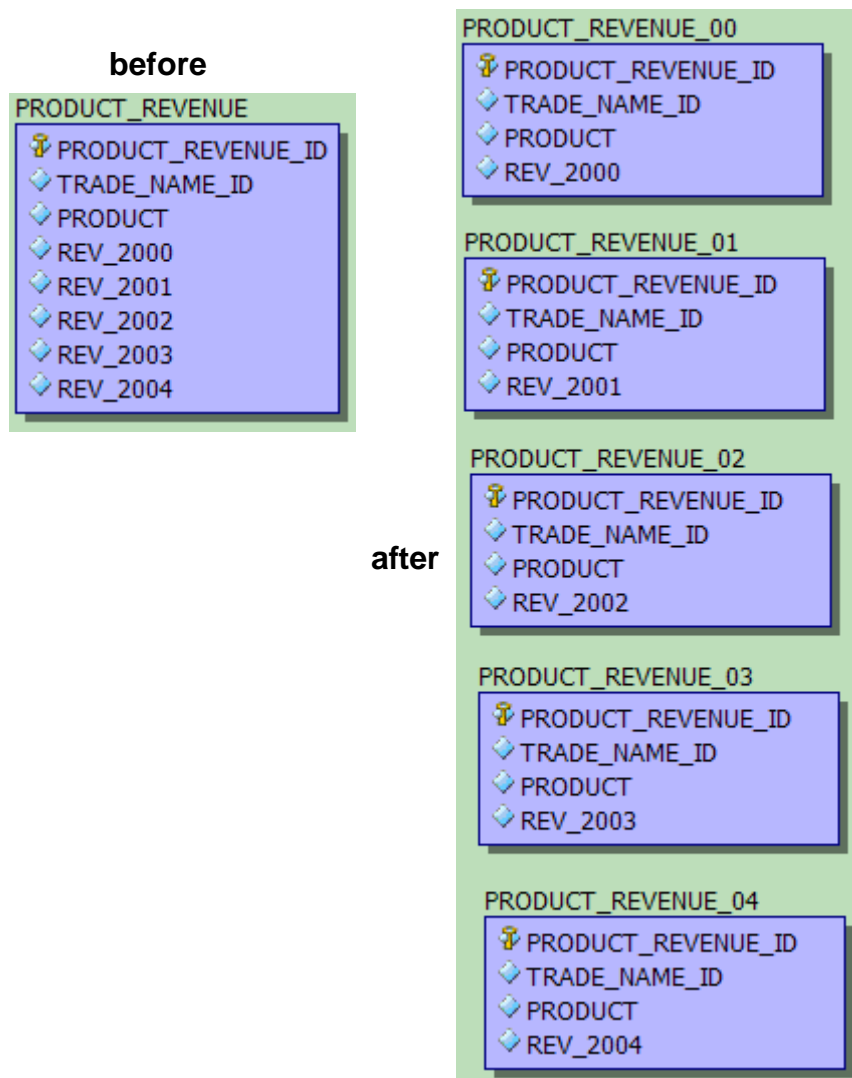 before
PRODUCT_REVENUE
PRODUCT_REVENUE_ID
TRADE_NAME_ID
PRODUCT
REV_2000
REV_2001
REV_2002
REV_2003
REV_2004
after
PRODUCT_REVENUE_00
PRODUCT_REVENUE_ID
TRADE_NAME_ID
PRODUCT
REV_2000
PRODUCT_REVENUE_01
PRODUCT_REVENUE_ID
TRADE_NAME_ID
PRODUCT
REV_2001
PRODUCT_REVENUE_02
PRODUCT_REVENUE_ID
TRADE_NAME_ID
PRODUCT
REV_2002
PRODUCT_REVENUE_03
PRODUCT_REVENUE_ID
TRADE_NAME_ID
PRODUCT
REV_2003
PRODUCT_REVENUE_04
PRODUCT_REVENUE_ID
TRADE_NAME_ID
PRODUCT
REV_2004